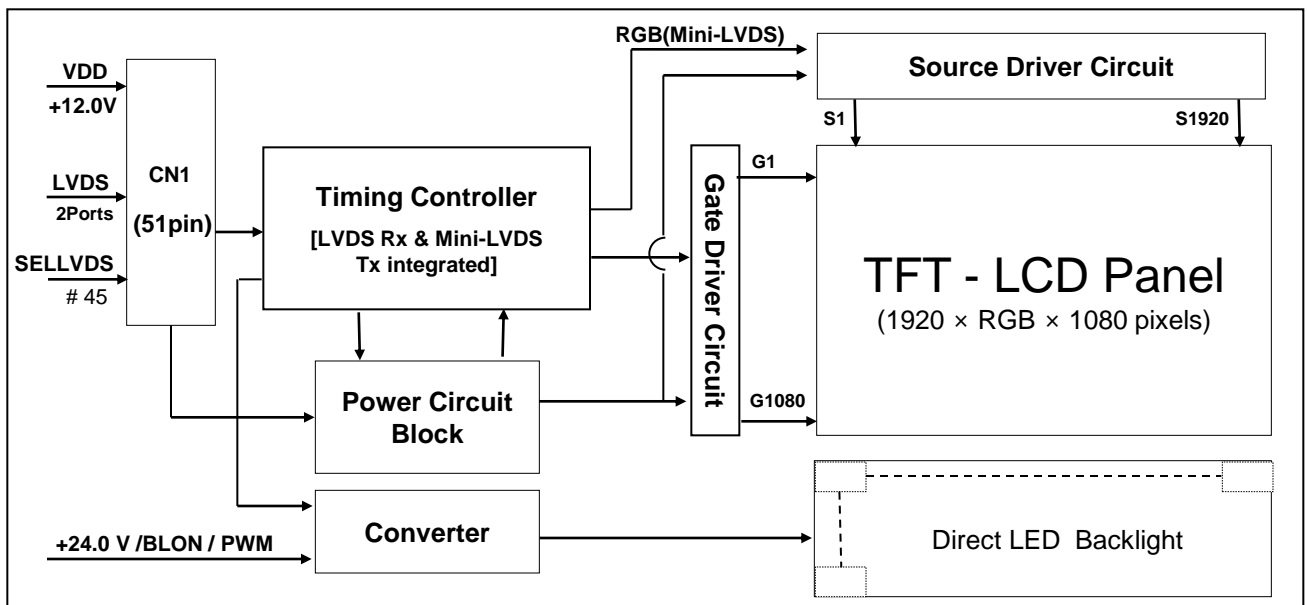 RGB(Mini-LVDS)
VDD
+12.0V
LVDS
2Ports
SELLVDS
# 45
CN1
(51pin)
Timing Controller
[LVDS Rx & Mini-LVDS
Tx integrated]
Power Circuit
Block
Converter
+24.0 V /BLON / PWM
Source Driver Circuit
S1
S1920
Gate Driver Circuit
G1
G1080
TFT - LCD Panel
(1920 × RGB × 1080 pixels)
Direct LED Backlight